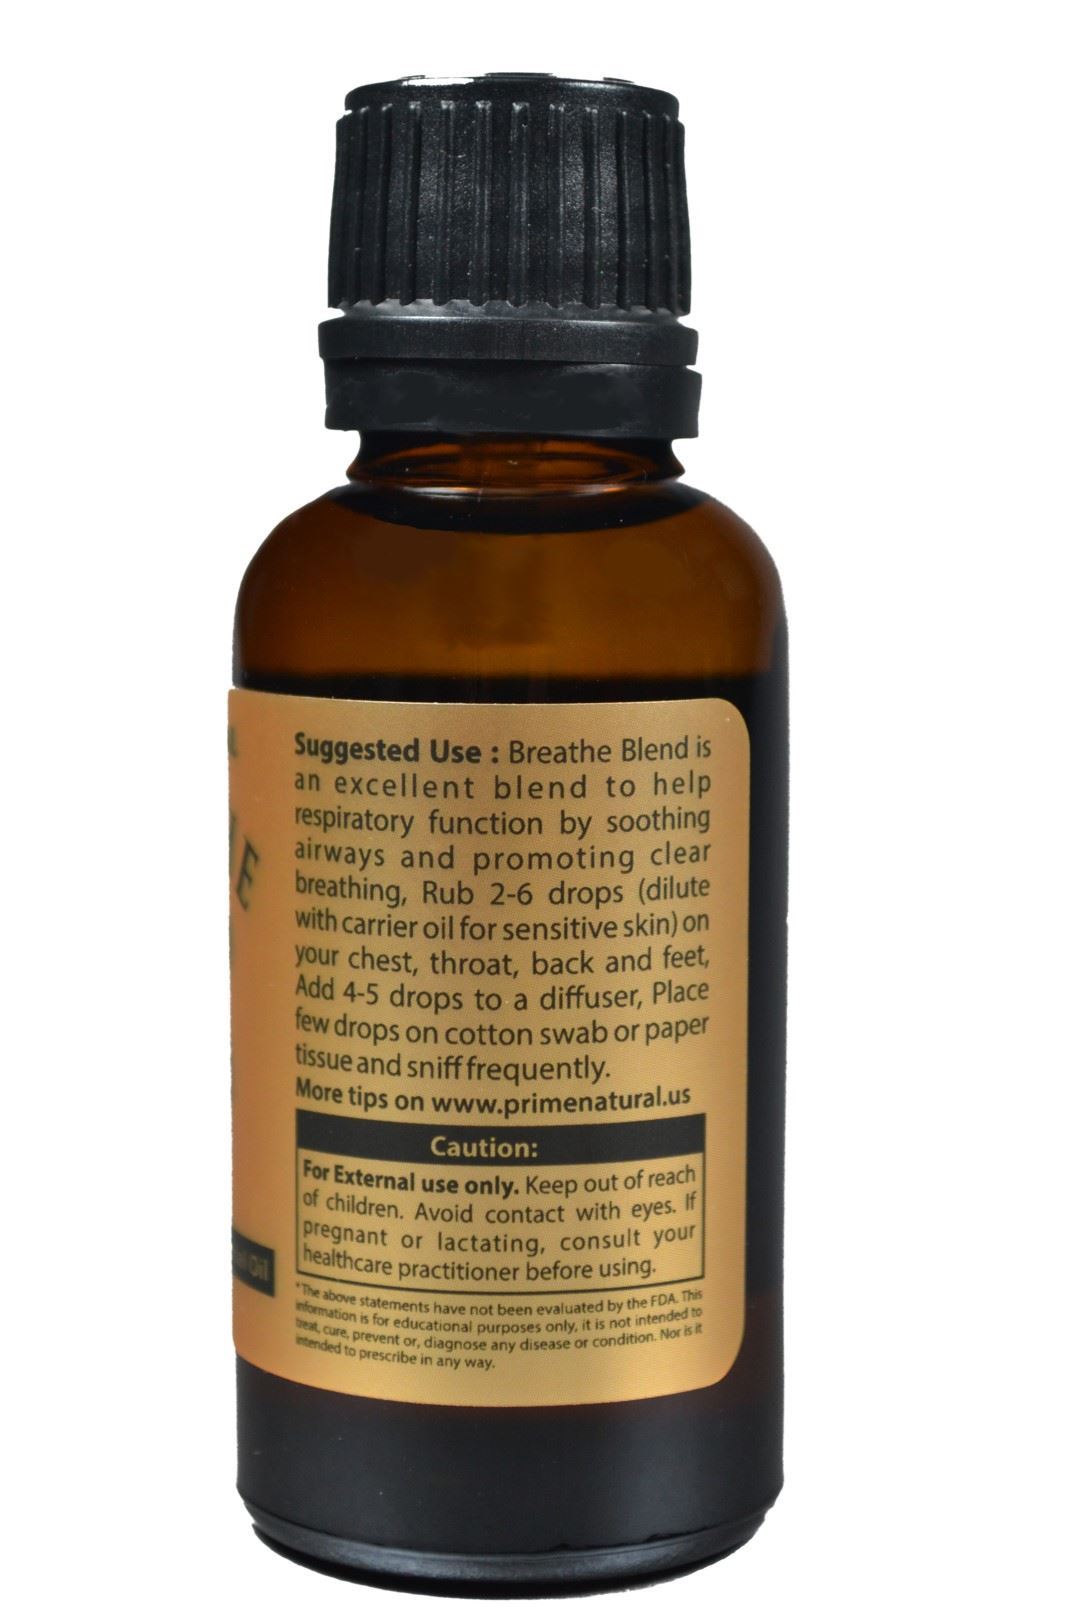 Suggested Use : Breathe Blend is
an excellent blend to help
respiratory function by soothing
airways and promoting clear
breathing, Rub 2-6 drops (dilute
with carrier oil for sensitive skin) on
your chest, throat, back and feet,
Add 4-5 drops to a diffuser, Place
few drops on cotton swab or paper
tissue and sniff frequently.
More tips on www.primenatural.us
Caution:
For External use only. Keep out of reach
of children. Avoid contact with eyes. If
pregnant or lactating, consult your
healthcare practitioner before using.
*The above statements have not been evaluated by the FDA. This
information is for educational purposes only, it is not intended to
treat, cure, prevent or, diagnose any disease or condition. Nor is it
intended to prescribe in any way.
Oil